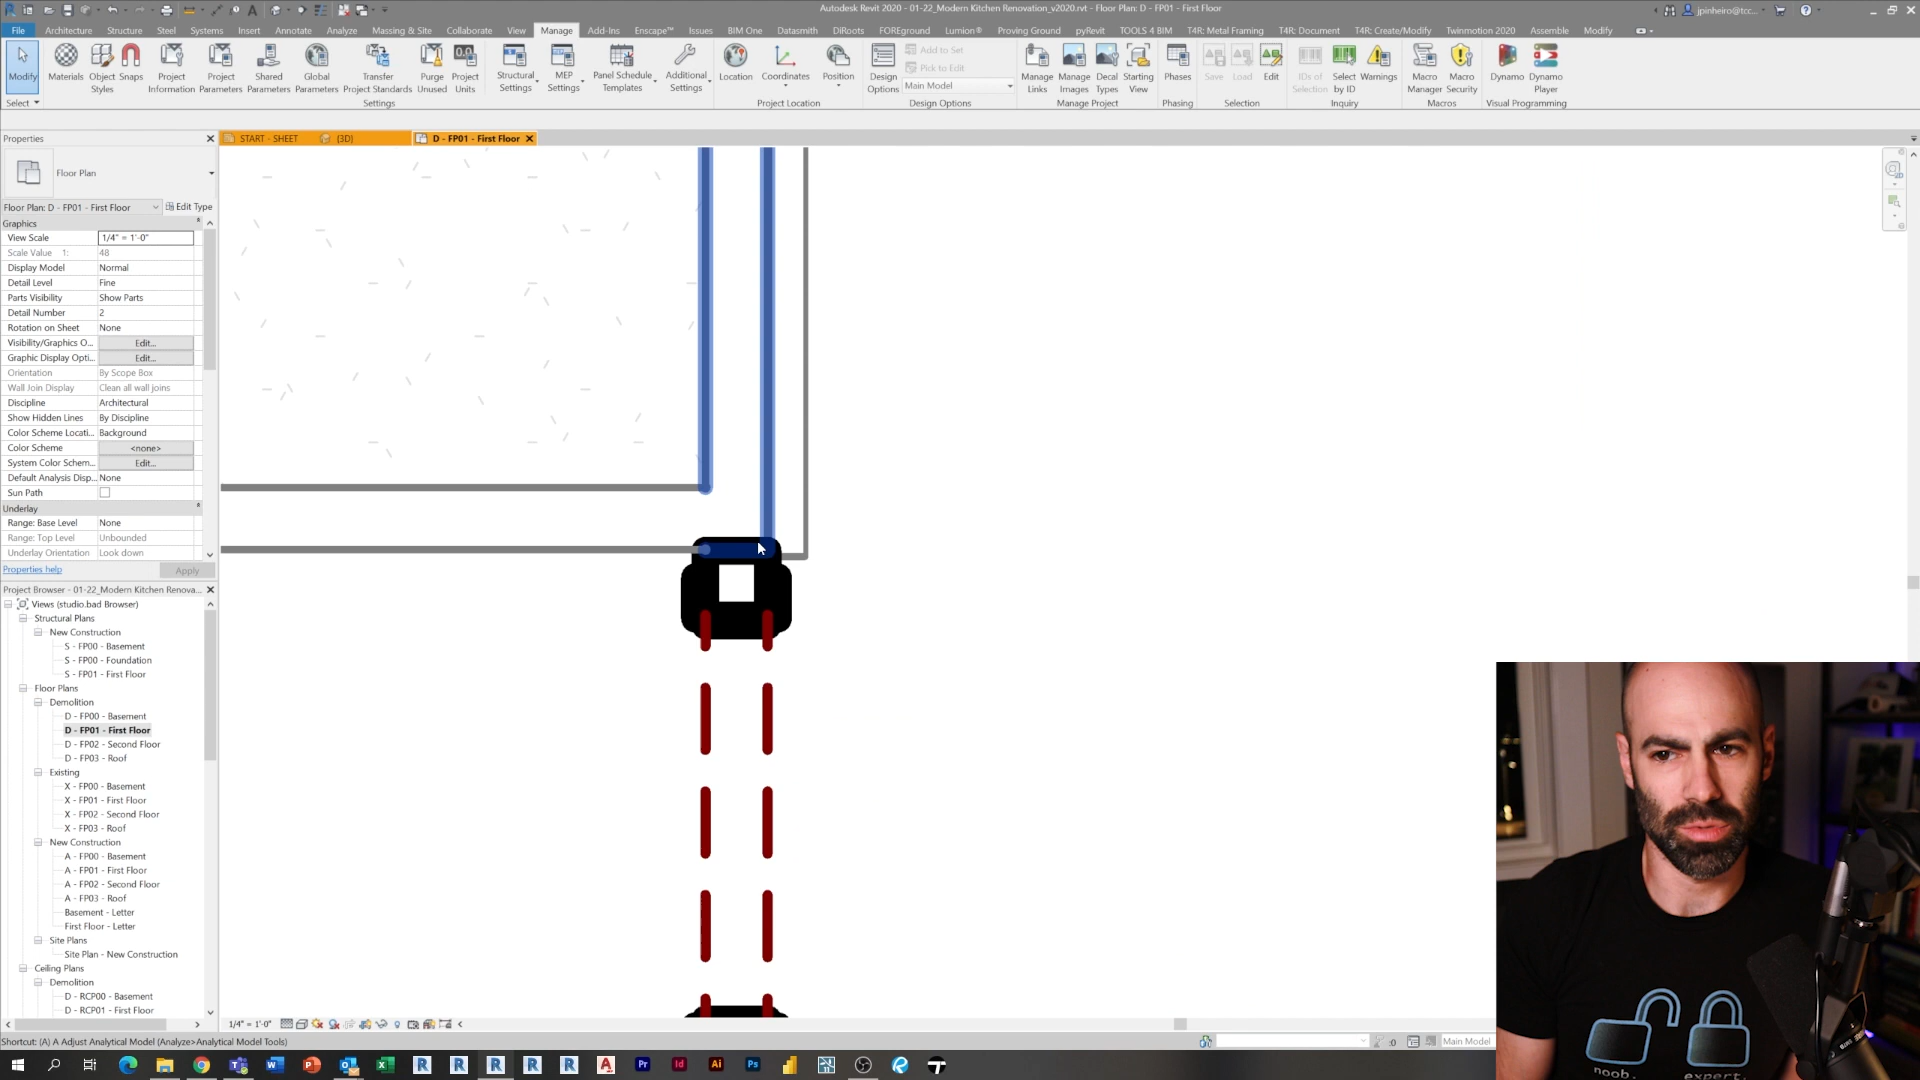 Autodesk Revit 2020 - 01-22_Modern Kitchen Renovation_v2020.rvt - Floor Plan: D - FP01 - First Floor
jpinheiro@tcc...
File Architecture Structure Steel Systems Insert Annotate Analyze Massing & Site Collaborate View Manage Add-Ins Enscape™ Issues BIM One Datasmith DiRoots FOREground Lumion® Proving Ground pyRevit TOOLS 4 BIM T4R: Metal Framing T4R: Document T4R: Create/Modify Twinmotion 2020 Assemble Modify
Modify
Materials
Object Styles
Snaps
Project Information
Project Parameters
Shared Parameters
Global Parameters
Transfer Project Standards
Purge Unused
Project Units
Structural Settings
MEP Settings
Panel Schedule Templates
Additional Settings
Location
Coordinates
Position
Design Options
Add to Set
Pick to Edit
Main Model
Manage Links
Manage Images
Decal Types
Starting View
Phases
Save
Load
Edit
IDs of Selection
Select by ID
Warnings
Macro Manager
Macro Security
Dynamo
Dynamo Player
Select
Settings
Project Location
Design Options
Manage Project
Phasing
Selection
Inquiry
Macros
Visual Programming
START - SHEET
{3D}
D - FP01 - First Floor
Properties
Floor Plan
Floor Plan: D - FP01 - First Floor
Edit Type
Graphics
View Scale 1/4" = 1'-0"
Scale Value 1: 48
Display Model Normal
Detail Level Fine
Parts Visibility Show Parts
Detail Number 2
Rotation on Sheet None
Visibility/Graphics O... Edit...
Graphic Display Opti... Edit...
Orientation By Scope Box
Wall Join Display Clean all wall joins
Discipline Architectural
Show Hidden Lines By Discipline
Color Scheme Locati... Background
Color Scheme <none>
System Color Schem... Edit...
Default Analysis Disp... None
Sun Path
Underlay
Range: Base Level None
Range: Top Level Unbounded
Underlay Orientation Look down
Properties help
Apply
Project Browser - 01-22_Modern Kitchen Renova...
Views (studio.bad Browser)
Structural Plans
New Construction
S - FP00 - Basement
S - FP00 - Foundation
S - FP01 - First Floor
Floor Plans
Demolition
D - FP00 - Basement
D - FP01 - First Floor
D - FP02 - Second Floor
D - FP03 - Roof
Existing
X - FP00 - Basement
X - FP01 - First Floor
X - FP02 - Second Floor
X - FP03 - Roof
New Construction
A - FP00 - Basement
A - FP01 - First Floor
A - FP02 - Second Floor
A - FP03 - Roof
Basement - Letter
First Floor - Letter
Site Plans
Site Plan - New Construction
Ceiling Plans
Demolition
D - RCP00 - Basement
D - RCP01 - First Floor
1/4" = 1'-0"
Shortcut: (A) A Adjust Analytical Model (Analyze>Analytical Model Tools)
:0
Main Model
noob. expert.